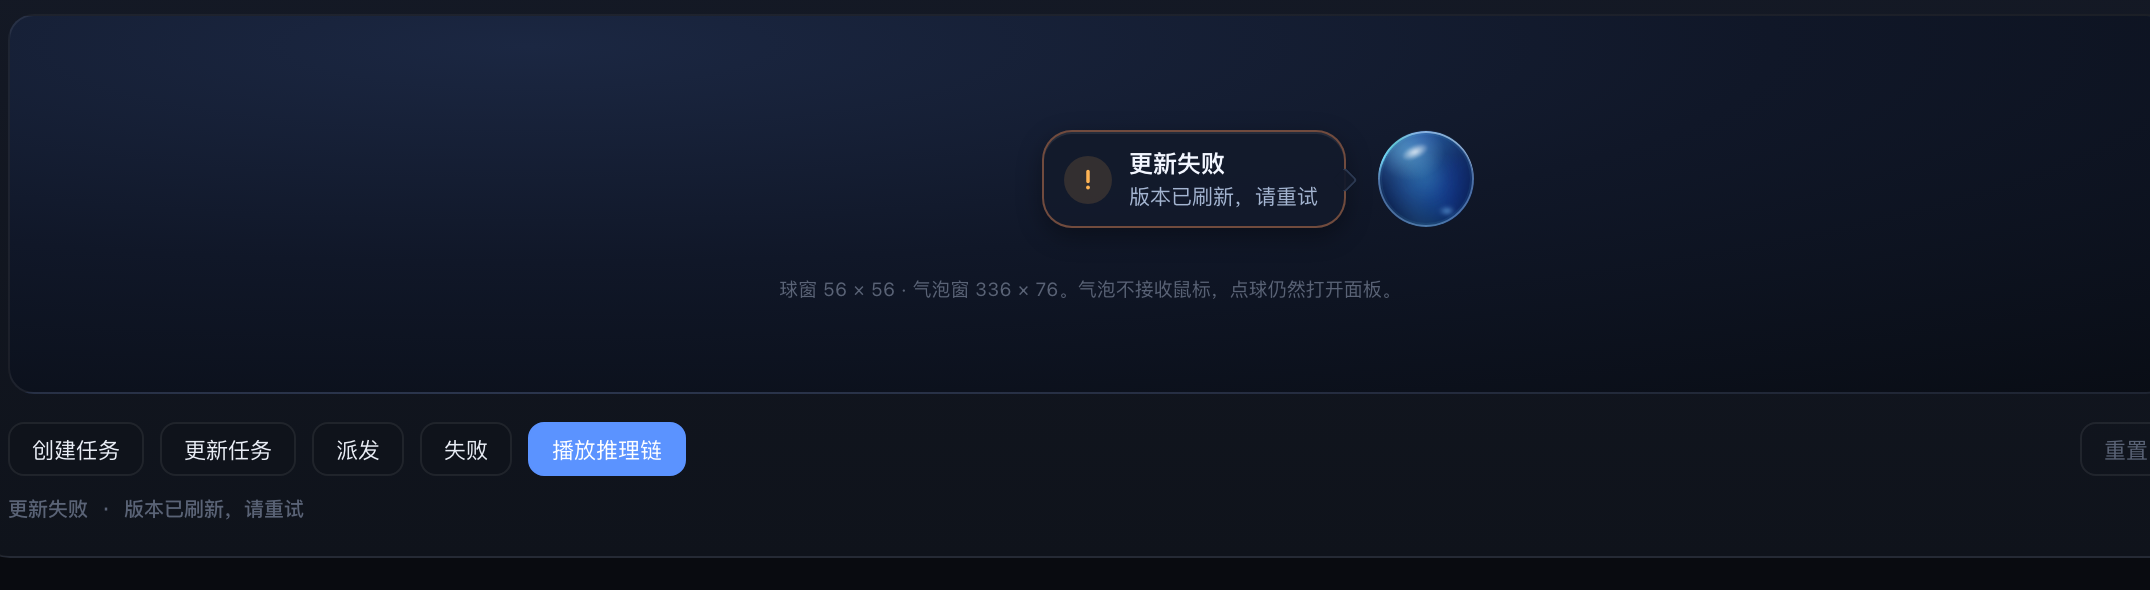 !
更新失败
版本已刷新，请重试
球窗 56 × 56 · 气泡窗 336 × 76。气泡不接收鼠标，点球仍然打开面板。
创建任务
更新任务
派发
失败
播放推理链
重置
更新失败 · 版本已刷新，请重试